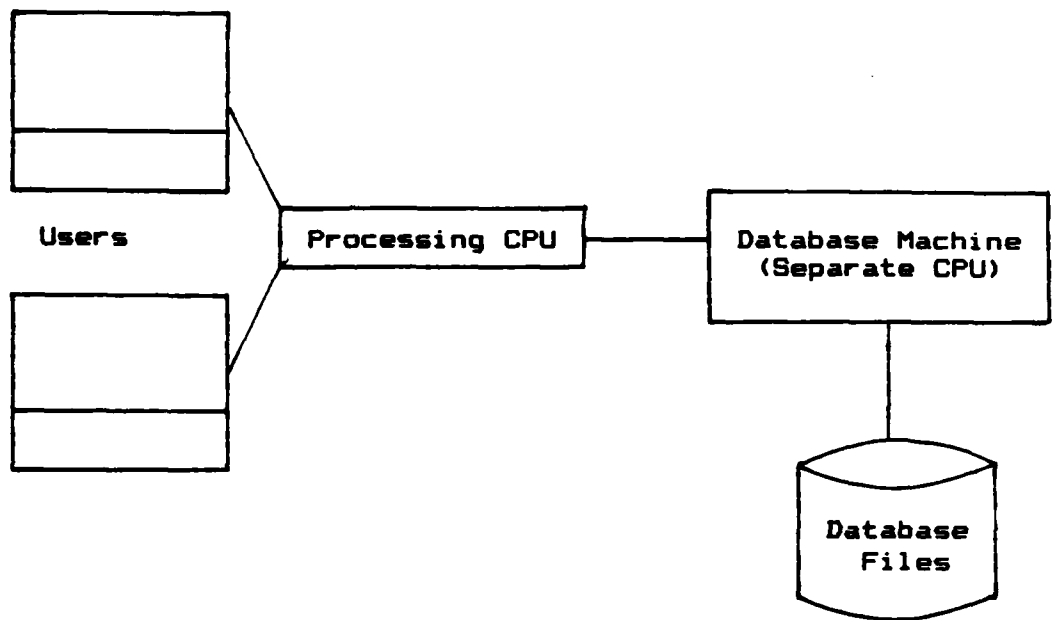 Users
Processing CPU
Database Machine
(Separate CPU)
Database
Files